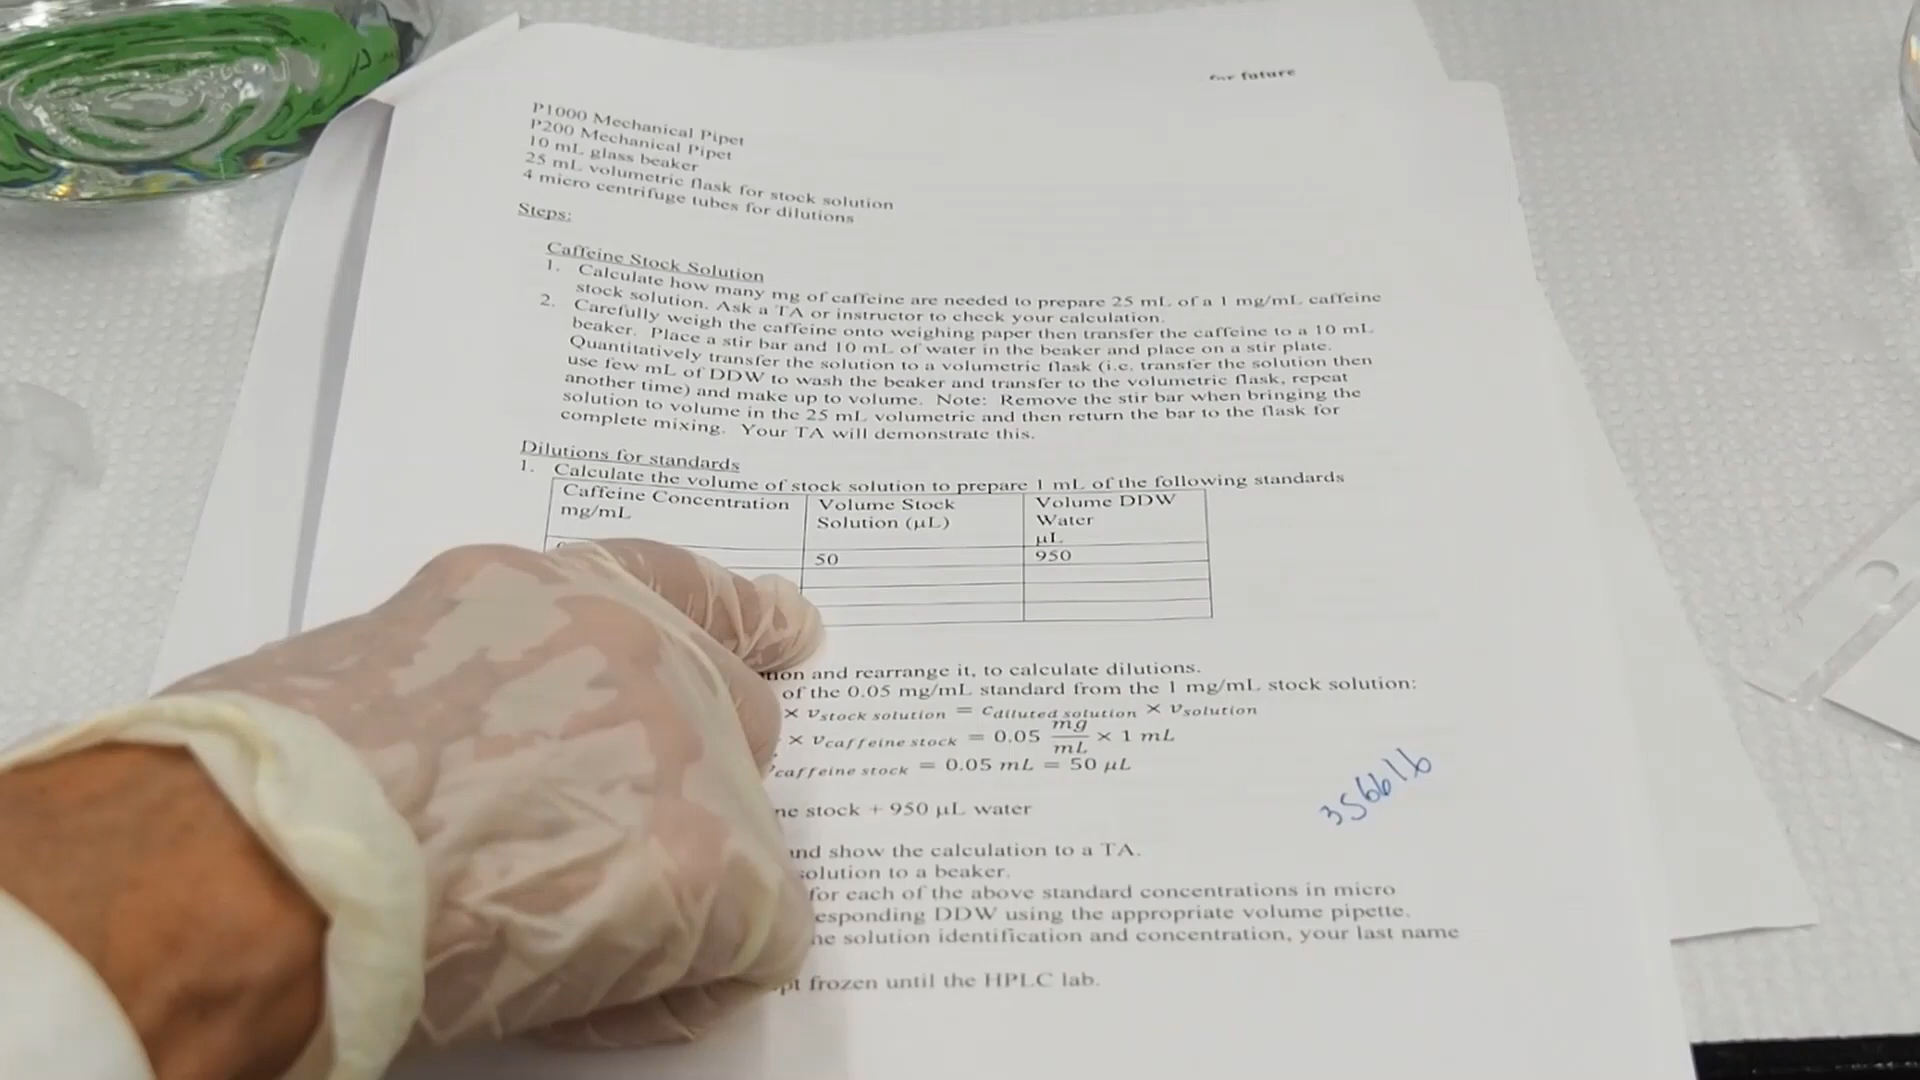 for future
P1000 Mechanical Pipet
P200 Mechanical Pipet
10 mL glass beaker
25 mL volumetric flask for stock solution
4 micro centrifuge tubes for dilutions
Steps:
Caffeine Stock Solution
1. Calculate how many mg of caffeine are needed to prepare 25 mL of a 1 mg/mL caffeine
stock solution. Ask a TA or instructor to check your calculation.
2. Carefully weigh the caffeine onto weighing paper then transfer the caffeine to a 10 mL
beaker. Place a stir bar and 10 mL of water in the beaker and place on a stir plate.
Quantitatively transfer the solution to a volumetric flask (i.e. transfer the solution then
use few mL of DDW to wash the beaker and transfer to the volumetric flask, repeat
another time) and make up to volume. Note: Remove the stir bar when bringing the
solution to volume in the 25 mL volumetric and then return the bar to the flask for
complete mixing. Your TA will demonstrate this.
Dilutions for standards
1. Calculate the volume of stock solution to prepare 1 mL of the following standards
Caffeine Concentration mg/mL
Volume Stock Solution (µL)
Volume DDW Water µL
50 950
and rearrange it, to calculate dilutions.
of the 0.05 mg/mL standard from the 1 mg/mL stock solution:
× v stock solution = c diluted solution × v solution
× v caffeine stock = 0.05 mg/mL × 1 mL
caffeine stock = 0.05 mL = 50 µL
stock + 950 µL water
356616
and show the calculation to a TA.
solution to a beaker.
for each of the above standard concentrations in micro
DDW using the appropriate volume pipette.
solution identification and concentration, your last name
frozen until the HPLC lab.